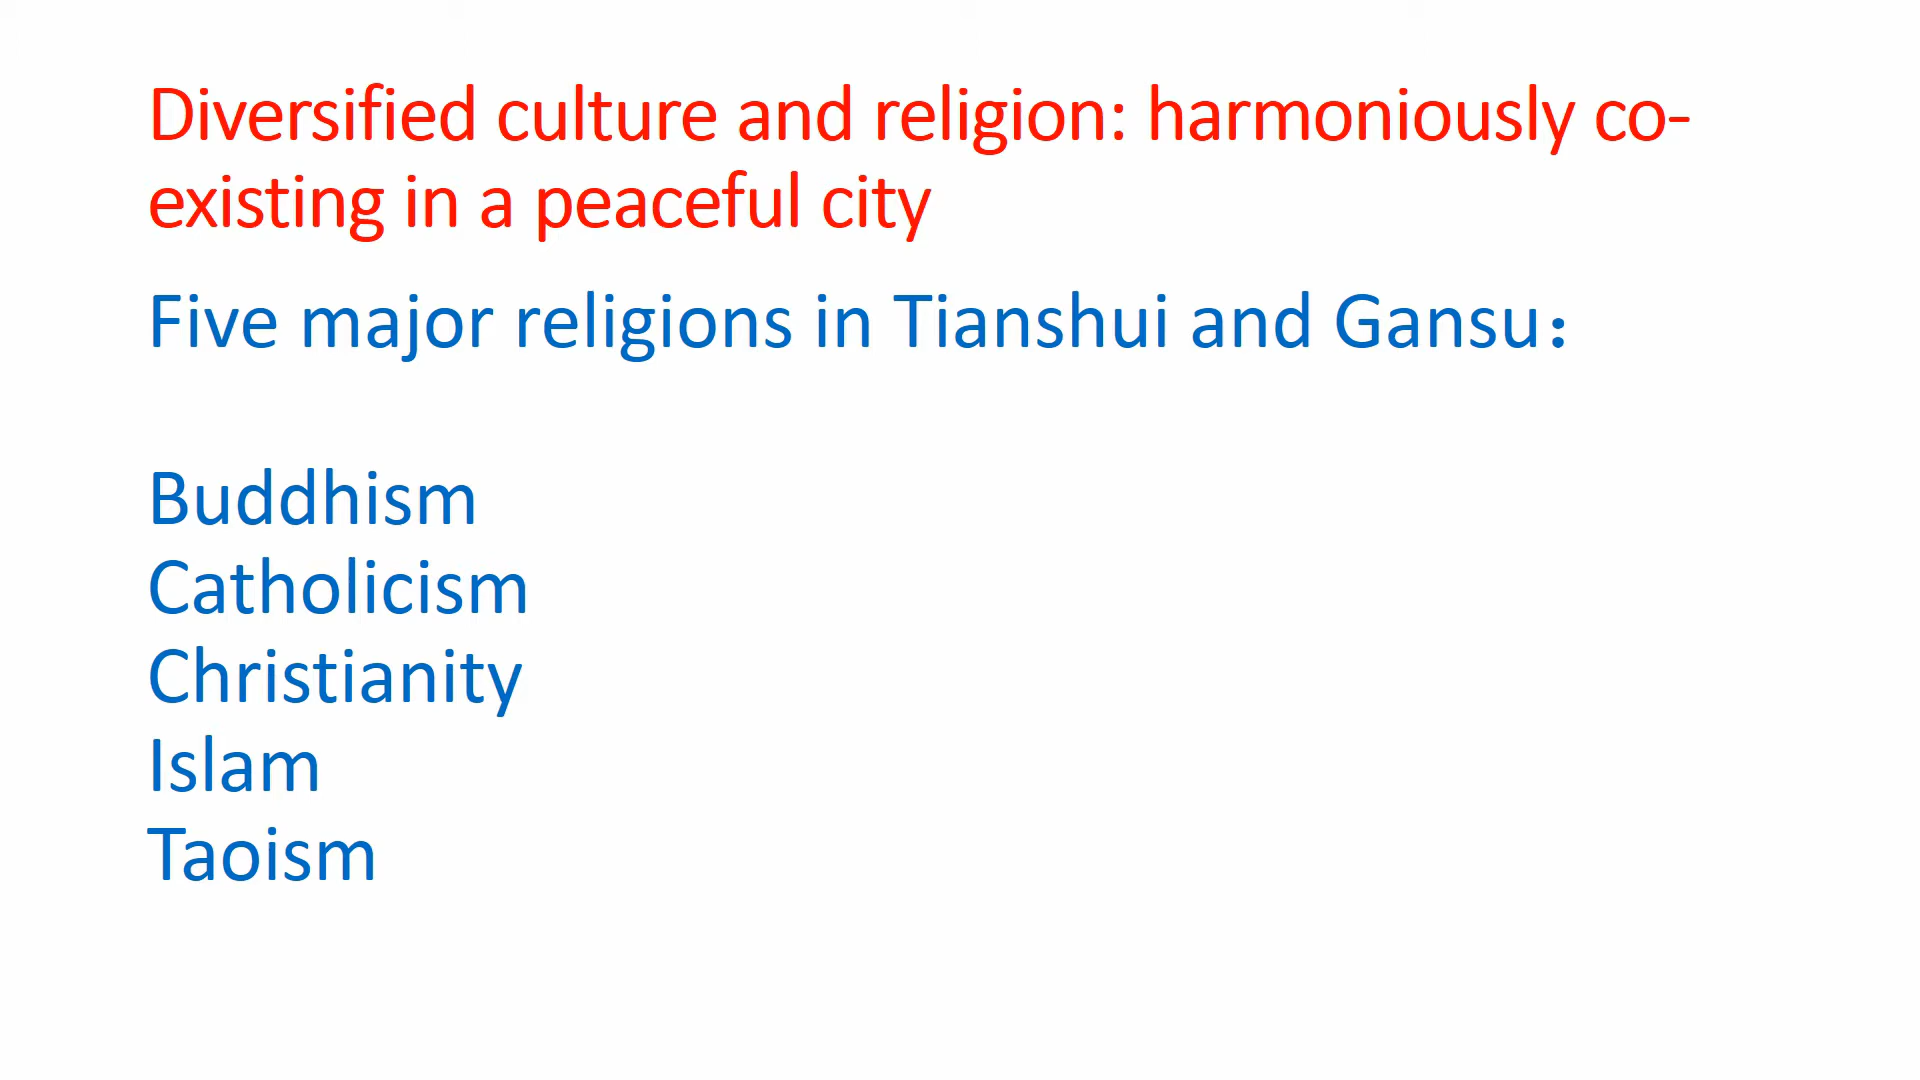 Diversified culture and religion: harmoniously co-
existing in a peaceful city
Five major religions in Tianshui and Gansu：
Buddhism
Catholicism
Christianity
Islam
Taoism